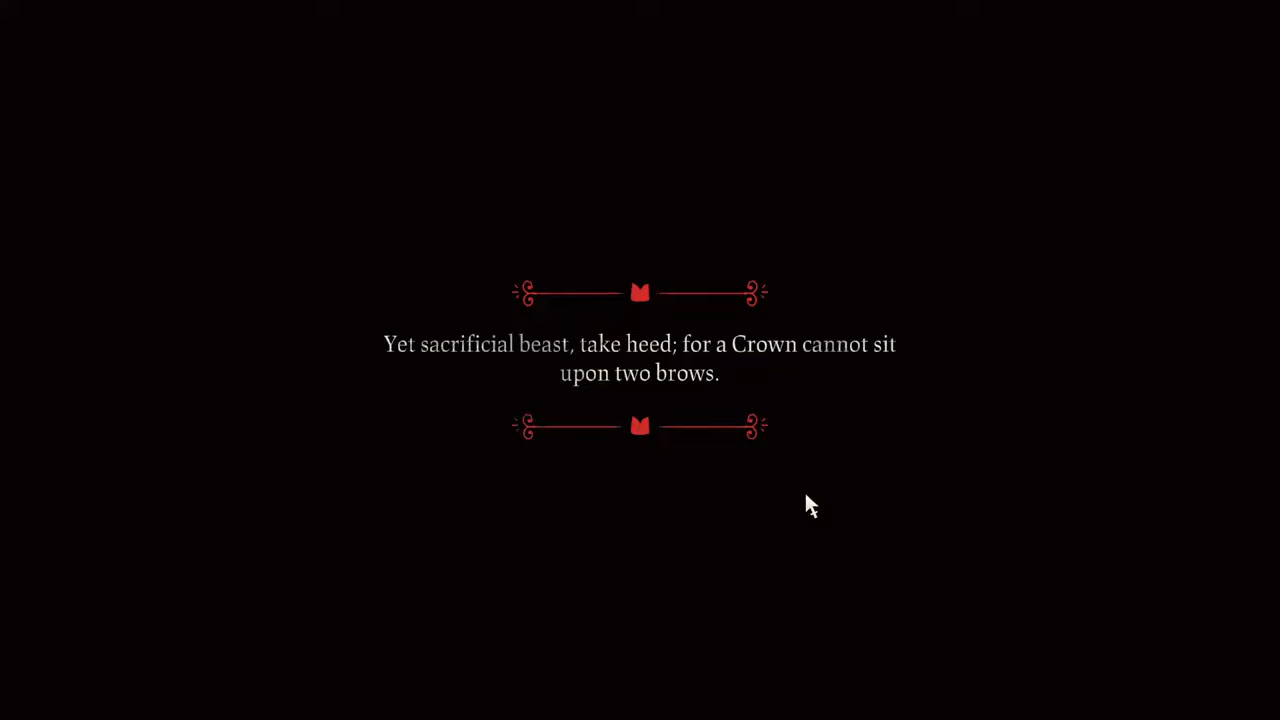 Yet sacrificial beast, take heed; for a Crown cannot sit
upon two brows.